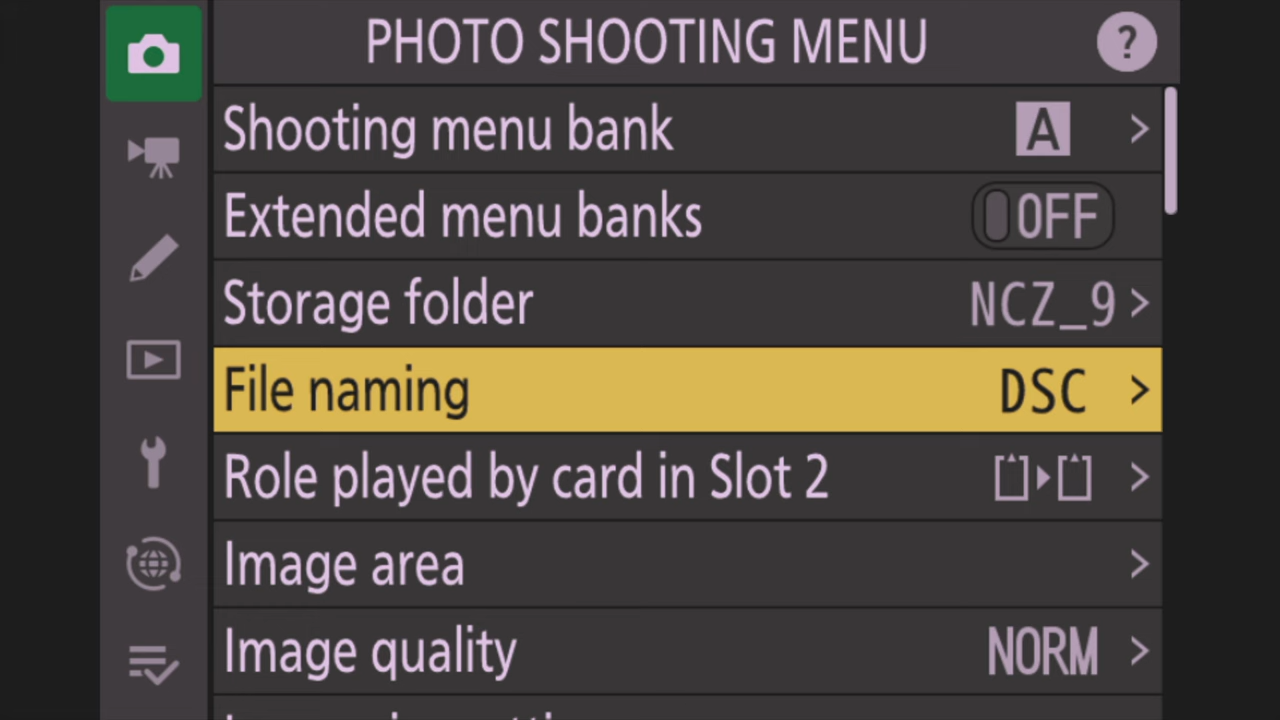 PHOTO SHOOTING MENU ?
Shooting menu bank A >
Extended menu banks OFF
Storage folder NCZ_9 >
File naming DSC >
Role played by card in Slot 2 >
Image area >
Image quality NORM >